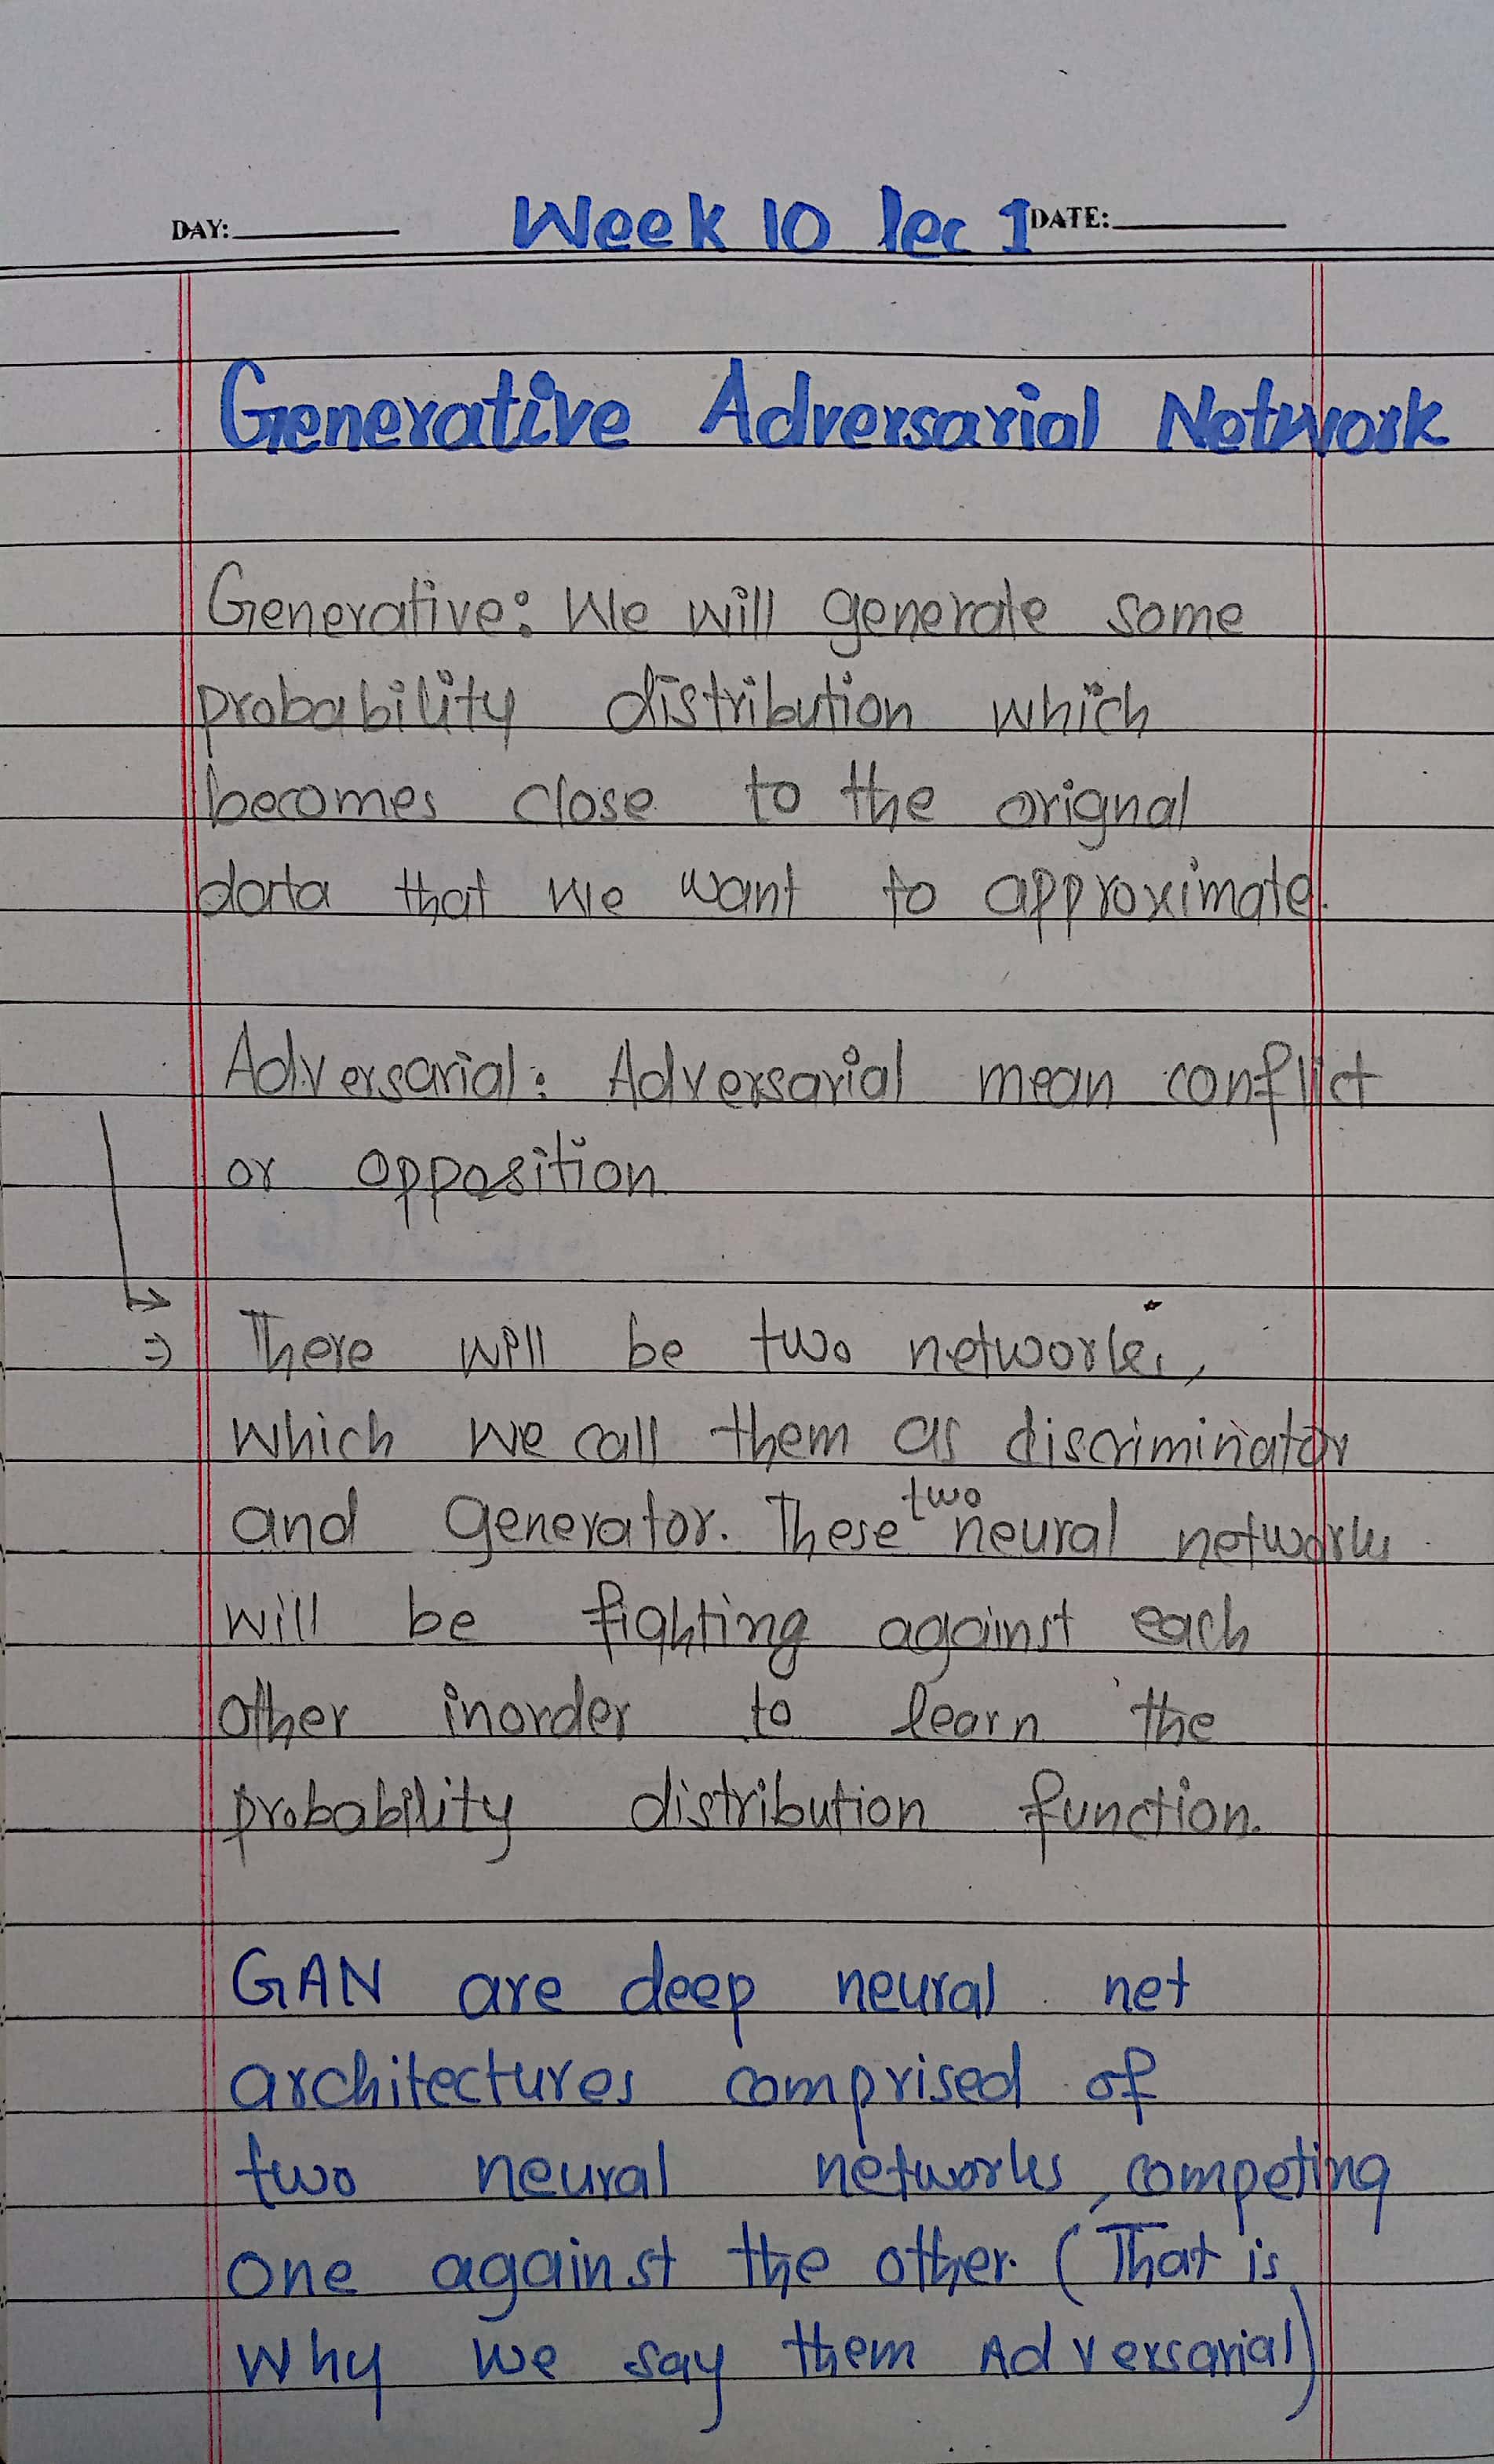 DAY: Week 10 lec 1 DATE:
Generative Adversarial Network
Generative: We will generate some
probability distribution which
becomes close to the orignal
data that we want to approximate.
Adversarial: Adversarial mean conflict
or opposition
⇒ There will be two networks,
which we call them as discriminator
and generator. These two neural networks
will be fighting against each
other inorder to learn the
probability distribution function.
GAN are deep neural net
architectures comprised of
two neural networks, competing
one against the other. (That is
why we say them Adversarial)